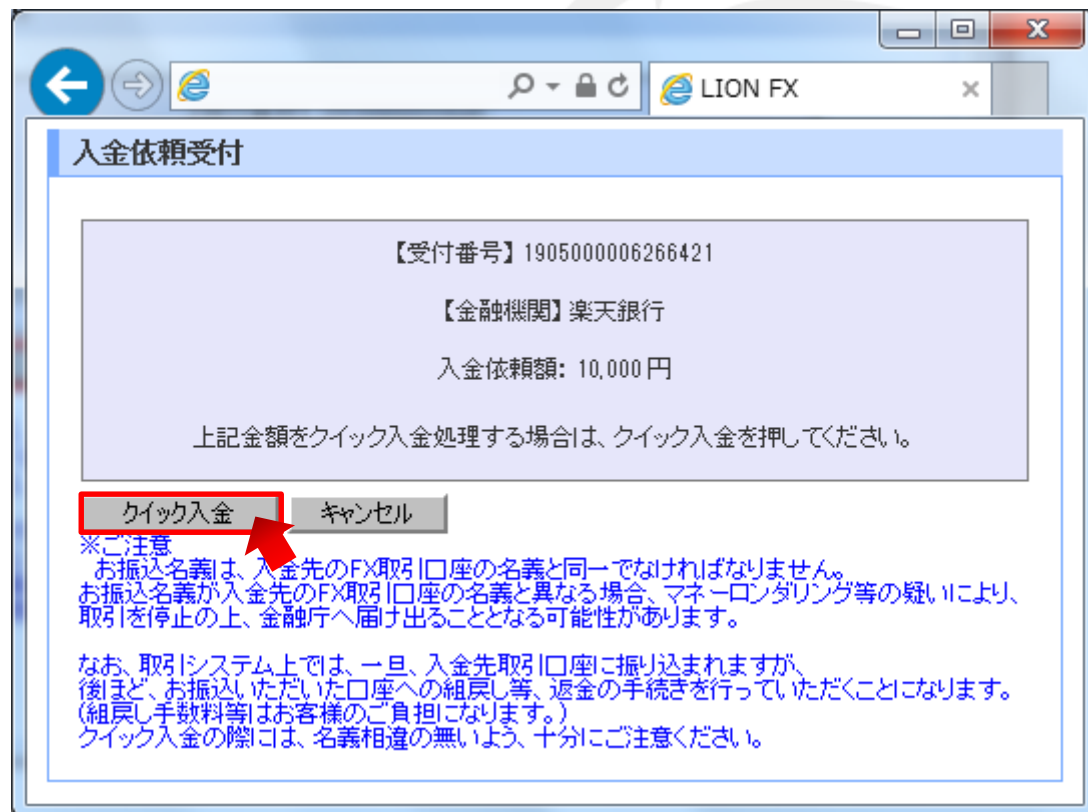 LION FX
入金依頼受付
【受付番号】1905000006266421
【金融機関】楽天銀行
入金依頼額: 10,000円
上記金額をクイック入金処理する場合は、クイック入金を押してください。
クイック入金 キャンセル
※ご注意
お振込名義は、入金先のFX取引口座の名義と同一でなければなりません。
お振込名義が入金先のFX取引口座の名義と異なる場合、マネーロンダリング等の疑いにより、
取引を停止の上、金融庁へ届け出ることとなる可能性があります。
なお、取引システム上では、一旦、入金先取引口座に振り込まれますが、
後ほど、お振込いただいた口座への組戻し等、返金の手続きを行っていただくことになります。
(組戻し手数料等はお客様のご負担になります。)
クイック入金の際には、名義相違の無いよう、十分にご注意ください。